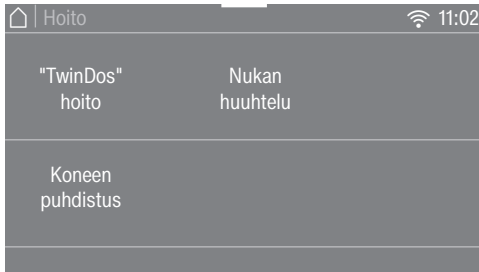 Hoito 11:02
"TwinDos" Nukan
hoito huuhtelu
Koneen
puhdistus